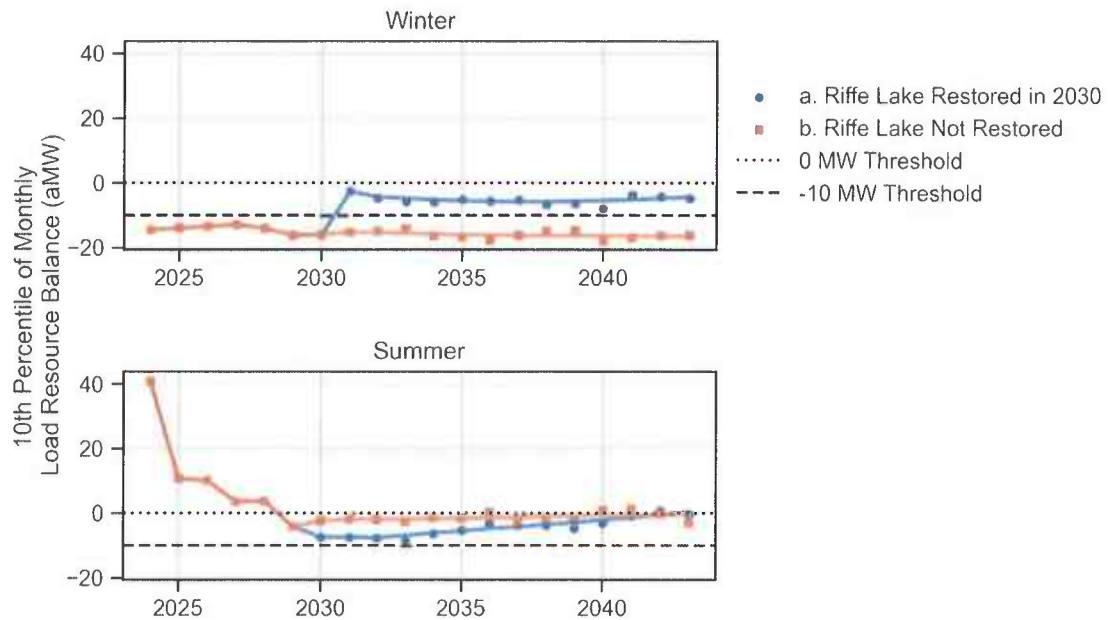 Winter
40
20
0
−20
2025
2030
2035
2040
a. Riffe Lake Restored in 2030
b. Riffe Lake Not Restored
0 MW Threshold
-10 MW Threshold
10th Percentile of Monthly
Load Resource Balance (aMW)
Summer
40
20
0
−20
2025
2030
2035
2040